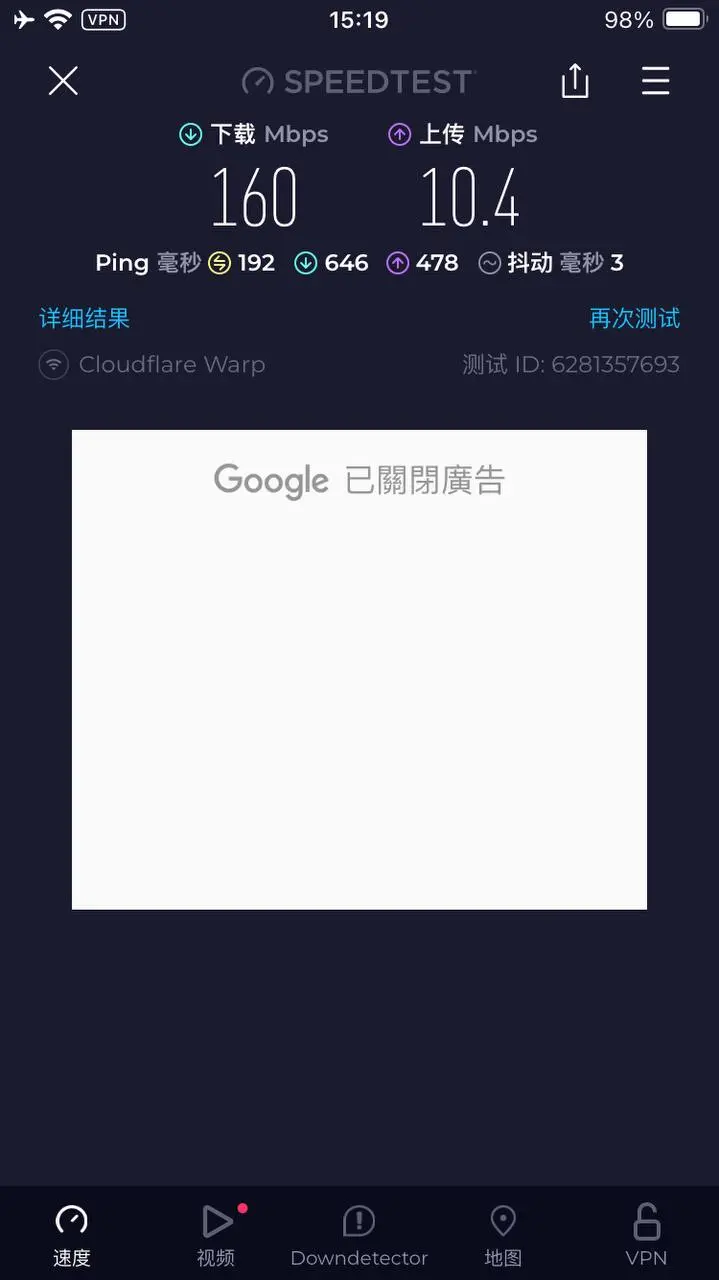 VPN 15:19 98%
SPEEDTEST
下载 Mbps 上传 Mbps
160 10.4
Ping 毫秒 192 646 478 抖动 毫秒 3
详细结果 再次测试
Cloudflare Warp 测试 ID: 6281357693
Google 已關閉廣告
速度 视频 Downdetector 地图 VPN